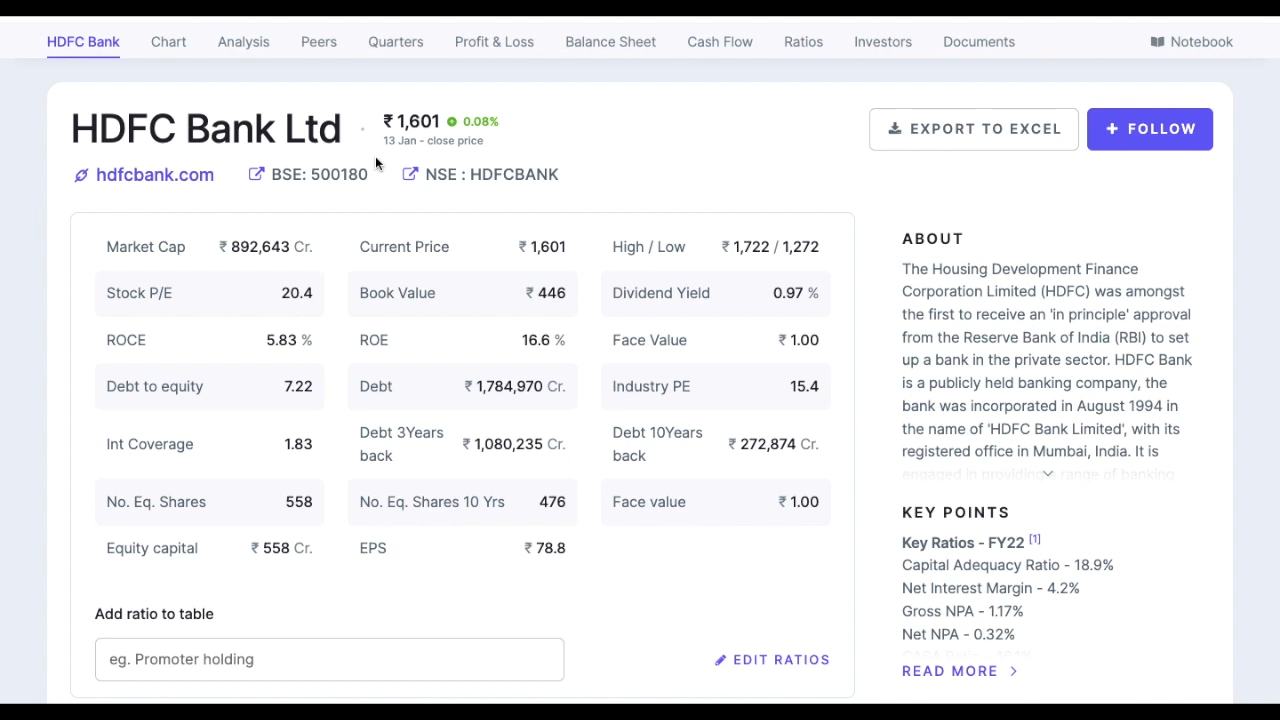 HDFC Bank Chart Analysis Peers Quarters Profit & Loss Balance Sheet Cash Flow Ratios Investors Documents Notebook
HDFC Bank Ltd
₹ 1,601 0.08%
13 Jan - close price
EXPORT TO EXCEL
FOLLOW
hdfcbank.com BSE: 500180 NSE : HDFCBANK
Market Cap ₹ 892,643 Cr.
Current Price ₹ 1,601
High / Low ₹ 1,722 / 1,272
Stock P/E 20.4
Book Value ₹ 446
Dividend Yield 0.97 %
ROCE 5.83 %
ROE 16.6 %
Face Value ₹ 1.00
Debt to equity 7.22
Debt ₹ 1,784,970 Cr.
Industry PE 15.4
Int Coverage 1.83
Debt 3Years
back ₹ 1,080,235 Cr.
Debt 10Years
back ₹ 272,874 Cr.
No. Eq. Shares 558
No. Eq. Shares 10 Yrs 476
Face value ₹ 1.00
Equity capital ₹ 558 Cr.
EPS ₹ 78.8
Add ratio to table
eg. Promoter holding
EDIT RATIOS
ABOUT
The Housing Development Finance
Corporation Limited (HDFC) was amongst
the first to receive an 'in principle' approval
from the Reserve Bank of India (RBI) to set
up a bank in the private sector. HDFC Bank
is a publicly held banking company, the
bank was incorporated in August 1994 in
the name of 'HDFC Bank Limited', with its
registered office in Mumbai, India. It is
engaged in providing a range of banking
KEY POINTS
Key Ratios - FY22 [1]
Capital Adequacy Ratio - 18.9%
Net Interest Margin - 4.2%
Gross NPA - 1.17%
Net NPA - 0.32%
READ MORE